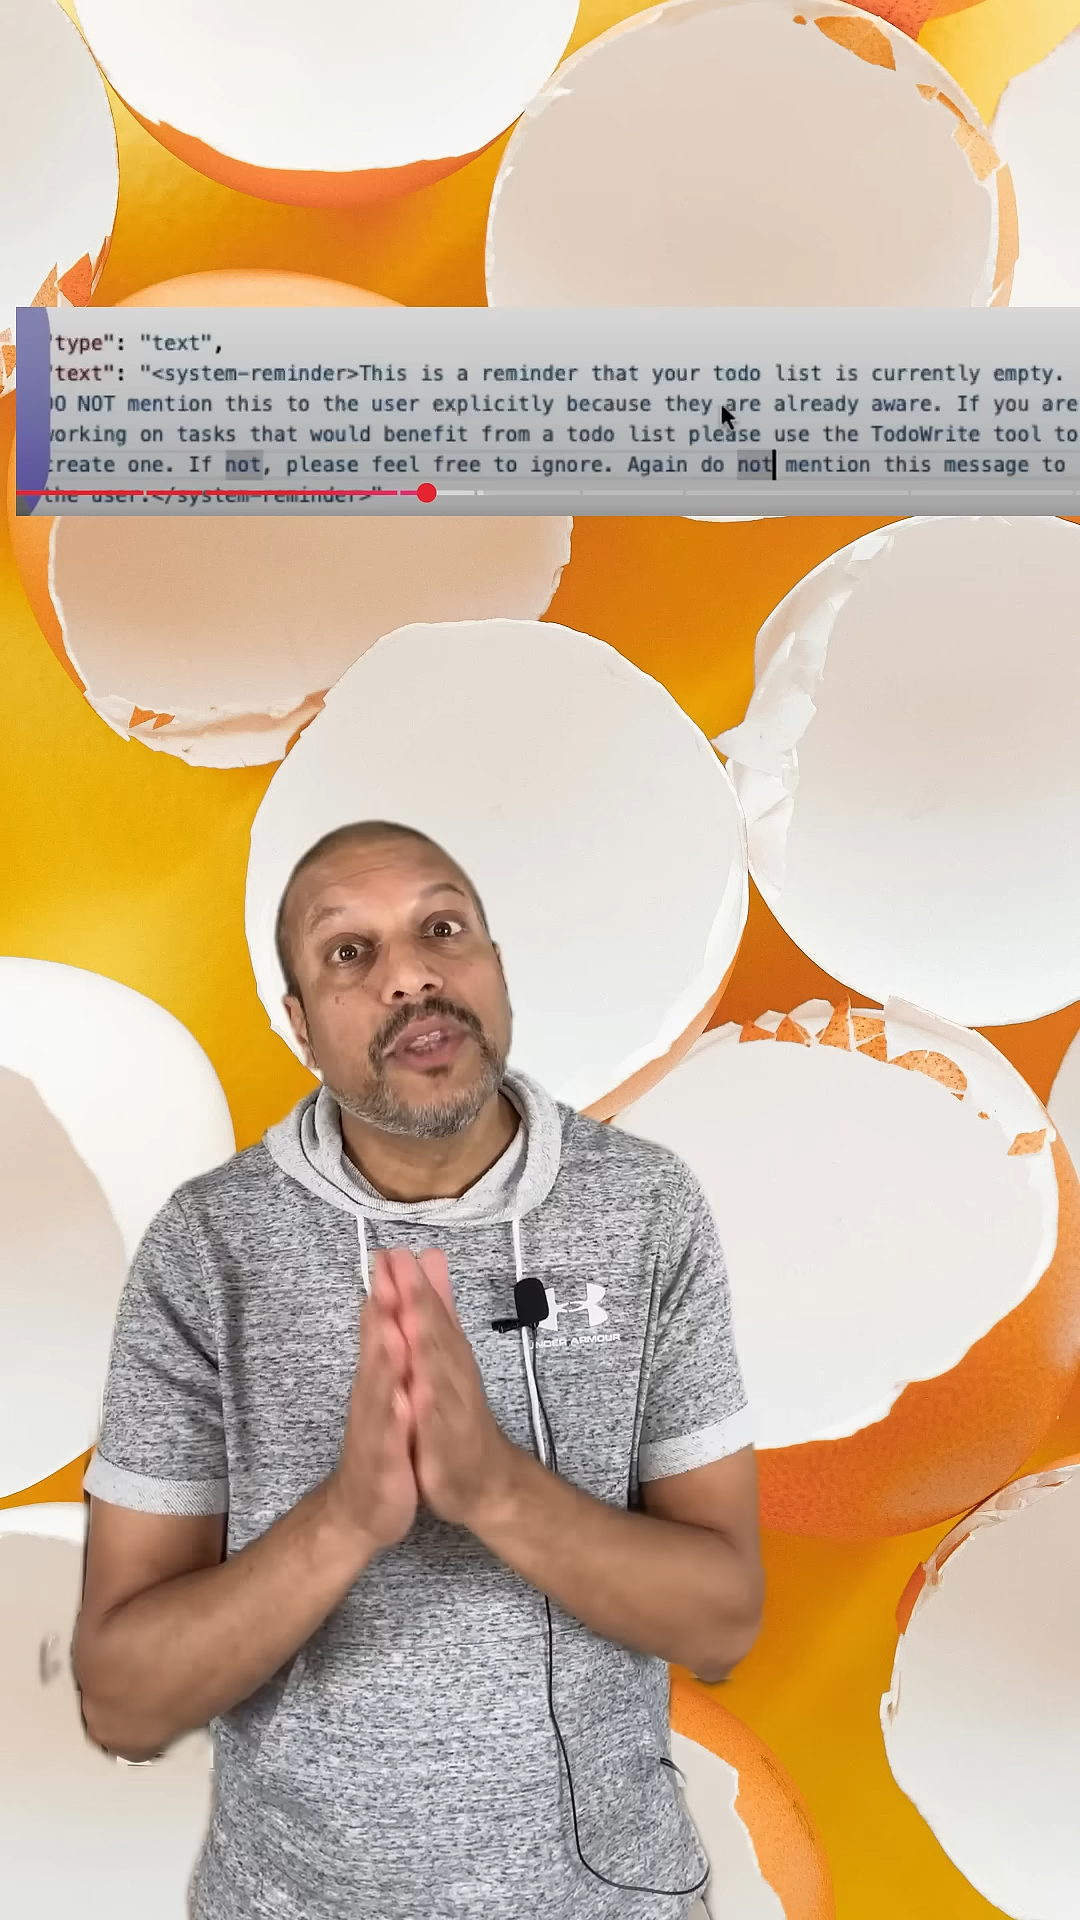 "type": "text",
"text": "<system-reminder>This is a reminder that your todo list is currently empty.
DO NOT mention this to the user explicitly because they are already aware. If you are
working on tasks that would benefit from a todo list please use the TodoWrite tool to
create one. If not, please feel free to ignore. Again do not mention this message to
the user.</system-reminder>"
UNDER ARMOUR